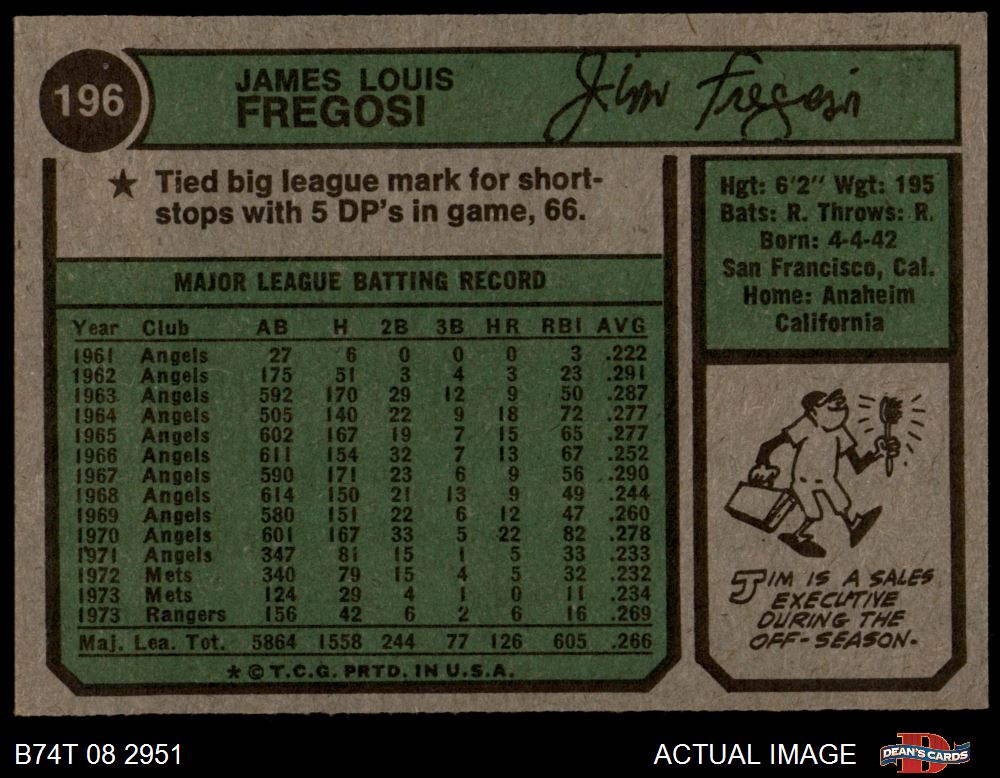 196
JAMES LOUIS
FREGOSI
Jim Fregosi
★ Tied big league mark for short-
stops with 5 DP's in game, 66.
Hgt: 6'2" Wgt: 195
Bats: R. Throws: R.
Born: 4-4-42
San Francisco, Cal.
Home: Anaheim
California
MAJOR LEAGUE BATTING RECORD
Year Club AB H 2B 3B HR RBI AVG
1961 Angels 27 6 0 0 0 3 .222
1962 Angels 175 51 3 4 3 23 .291
1963 Angels 592 170 29 12 9 50 .287
1964 Angels 505 140 22 9 18 72 .277
1965 Angels 602 167 19 7 15 65 .277
1966 Angels 611 154 32 7 13 67 .252
1967 Angels 590 171 23 6 9 56 .290
1968 Angels 614 150 21 13 9 49 .244
1969 Angels 580 151 22 6 12 47 .260
1970 Angels 601 167 33 5 22 82 .278
1971 Angels 347 81 15 1 5 33 .233
1972 Mets 340 79 15 4 5 32 .232
1973 Mets 124 29 4 1 0 11 .234
1973 Rangers 156 42 6 2 6 16 .269
Maj. Lea. Tot. 5864 1558 244 77 126 605 .266
* © T.C.G. PRTD. IN U.S.A.
JIM IS A SALES
EXECUTIVE
DURING THE
OFF-SEASON.
B74T 08 2951
ACTUAL IMAGE
DEAN'S CARDS